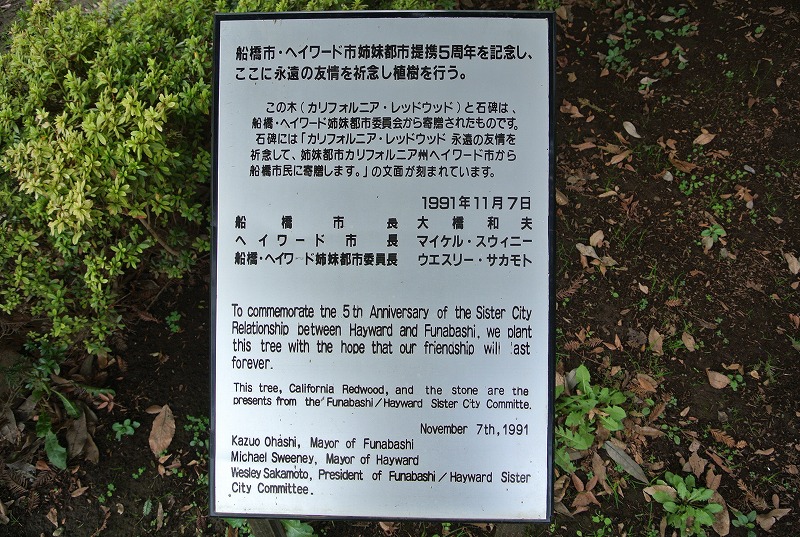 船橋市・ヘイワード市姉妹都市提携5周年を記念し、
ここに永遠の友情を祈念し植樹を行う。
この木(カリフォルニア・レッドウッド)と石碑は、
船橋・ヘイワード姉妹都市委員会から寄贈されたものです。
石碑には「カリフォルニア・レッドウッド 永遠の友情を
祈念して、姉妹都市カリフォルニア州ヘイワード市から
船橋市民に寄贈します。」の文面が刻まれています。
1991年11月7日
船橋市長 大橋和夫
ヘイワード市長 マイケル・スウィニー
船橋・ヘイワード姉妹都市委員長 ウエスリー・サカモト
To commemorate the 5th Anniversary of the Sister City
Relationship between Hayward and Funabashi, we plant
this tree with the hope that our friendship will last
forever.
This tree, California Redwood, and the stone are the
presents from the Funabashi/Hayward Sister City Committe.
November 7th, 1991
Kazuo Ohashi, Mayor of Funabashi
Michael Sweeney, Mayor of Hayward
Wesley Sakamoto, President of Funabashi/Hayward Sister
City Committee.